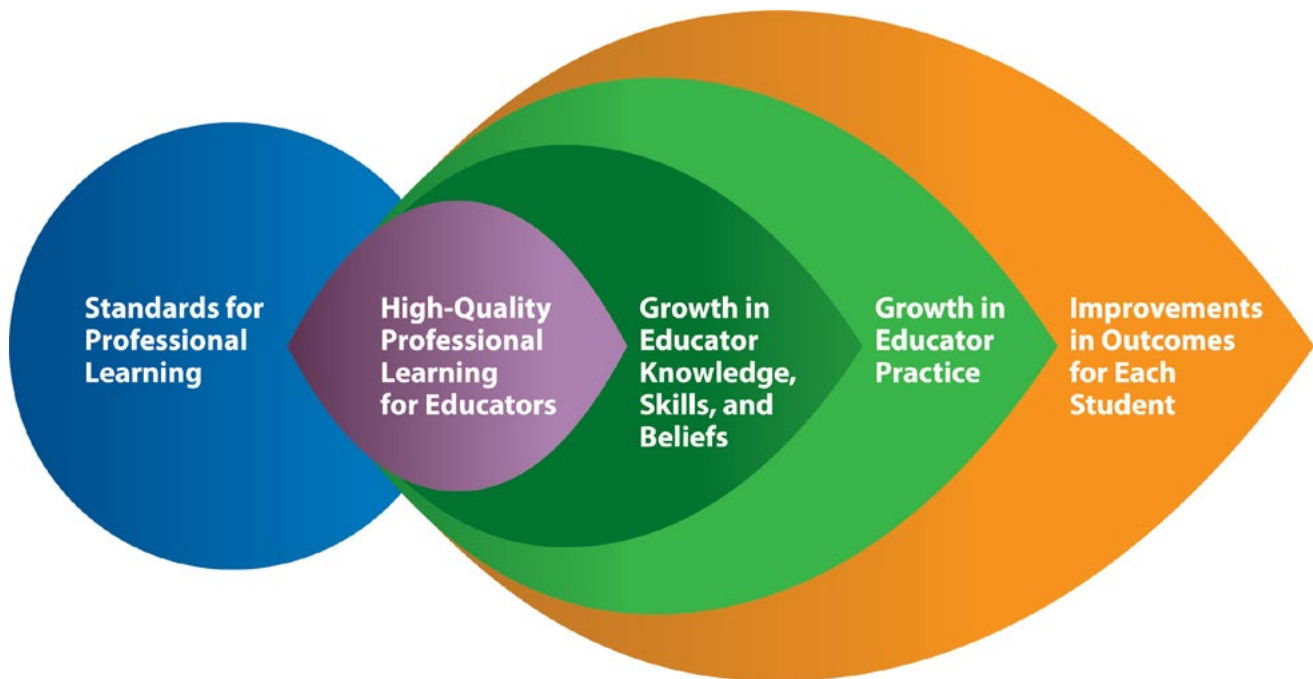 Standards for
Professional
Learning
High-Quality
Professional
Learning
for Educators
Growth in
Educator
Knowledge,
Skills, and
Beliefs
Growth in
Educator
Practice
Improvements
in Outcomes
for Each
Student